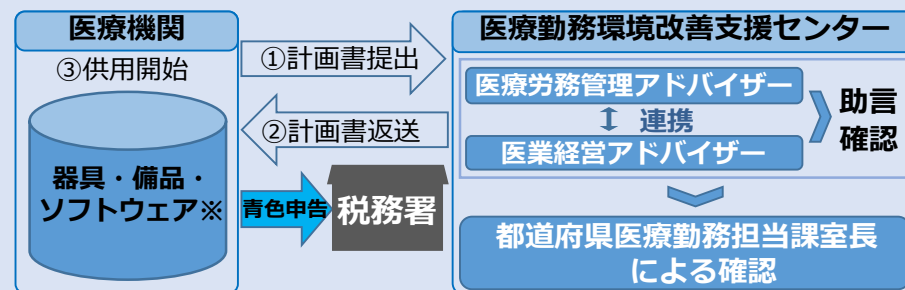 医療機関
③供用開始
器具・備品・
ソフトウェア※
①計画書提出
②計画書返送
青色申告
税務署
医療勤務環境改善支援センター
医療労務管理アドバイザー
連携
医業経営アドバイザー
助言
確認
都道府県医療勤務担当課室長
による確認